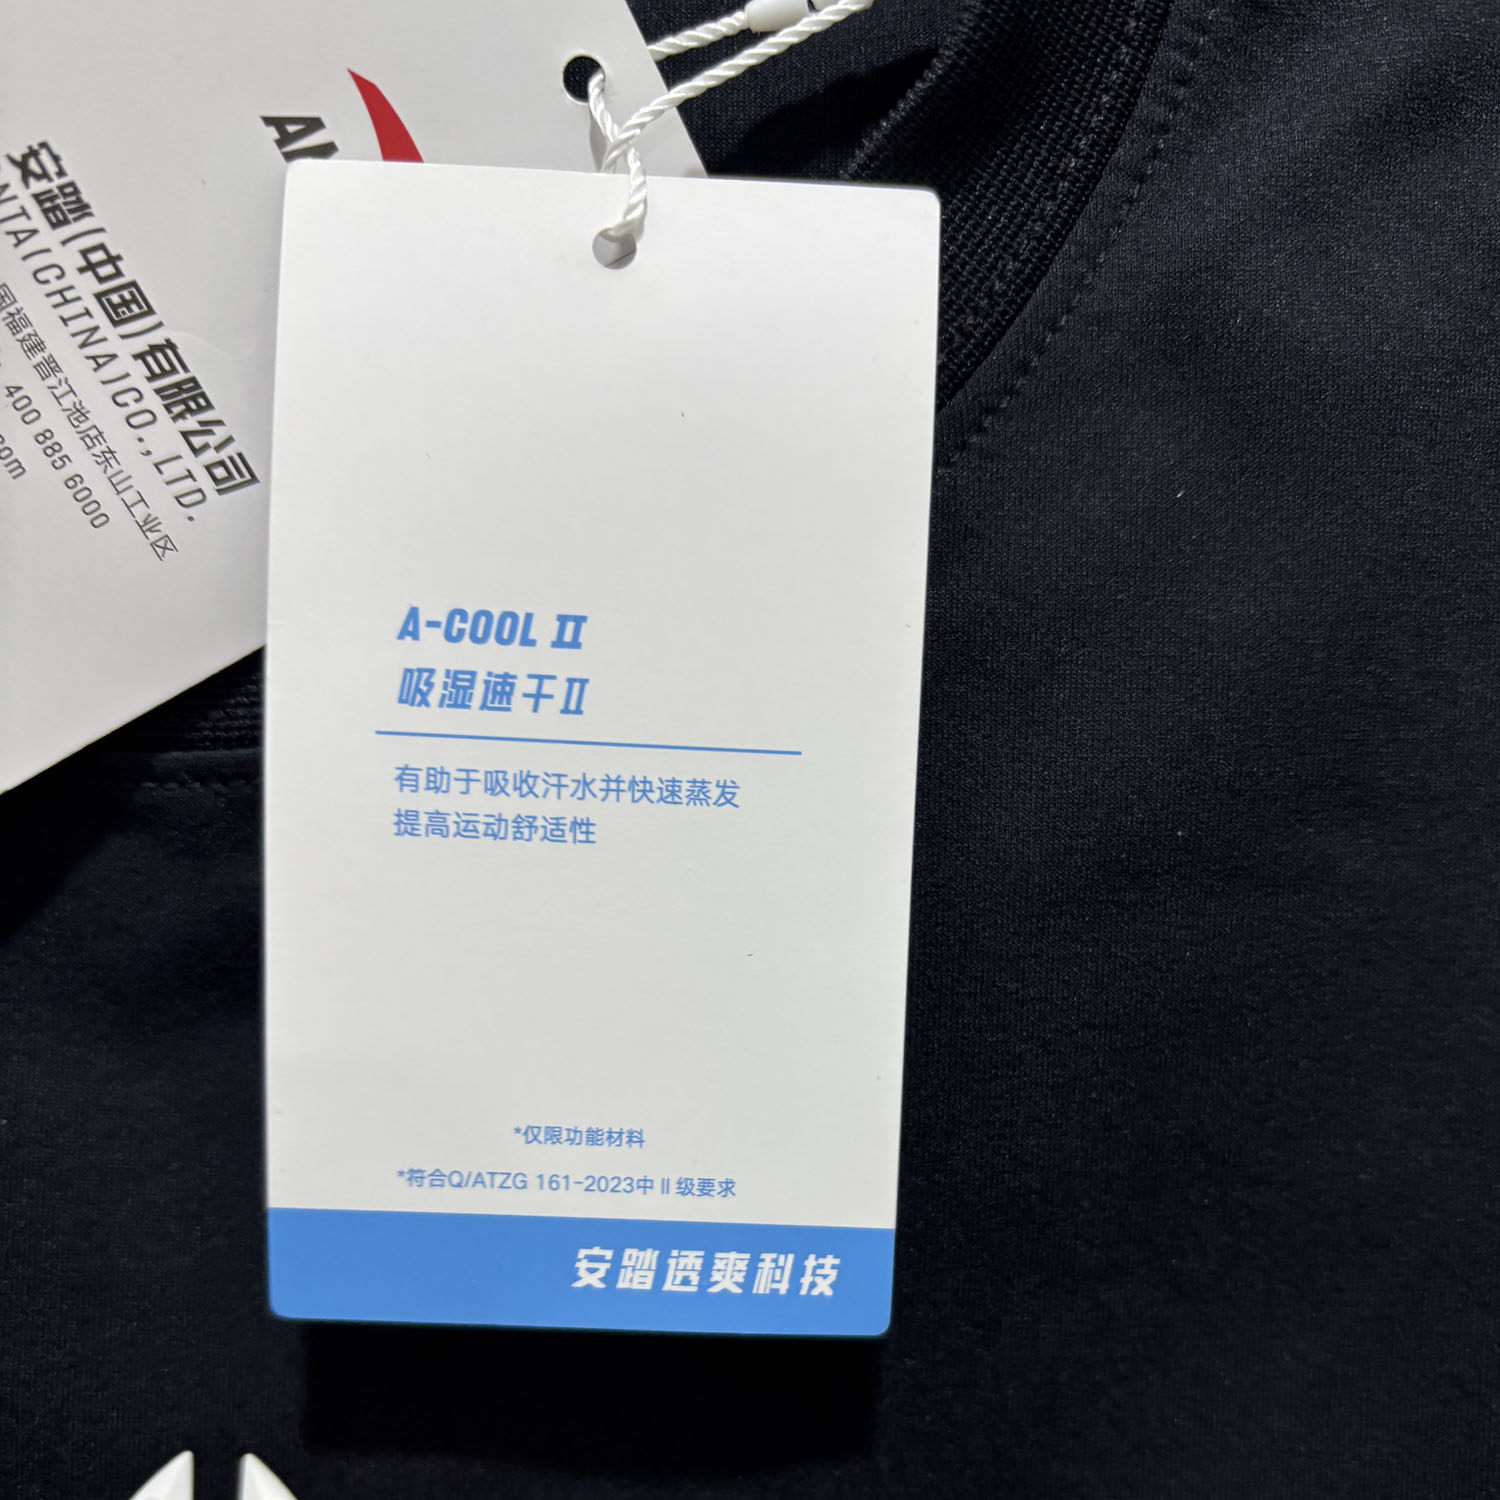 安踏(中国)有限公司
NTA(CHINA)CO.,LTD.
国福建晋江池店东山工业区
400 885 6000
com
A-COOL II
吸湿速干II
有助于吸收汗水并快速蒸发
提高运动舒适性
*仅限功能材料
*符合Q/ATZG 161-2023中II级要求
安踏透爽科技